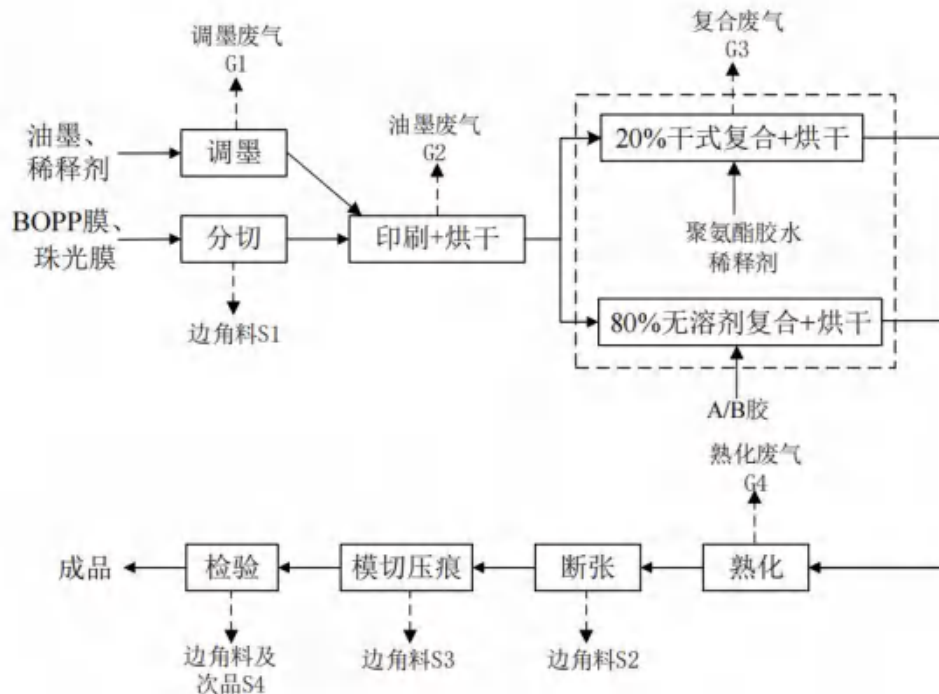 调墨废气
G1
复合废气
G3
油墨、
稀释剂
调墨
油墨废气
G2
20%干式复合+烘干
BOPP膜、
珠光膜
分切
印刷+烘干
聚氨酯胶水
稀释剂
边角料S1
80%无溶剂复合+烘干
A/B胶
熟化废气
G4
成品
检验
模切压痕
断张
熟化
边角料及
次品S4
边角料S3
边角料S2